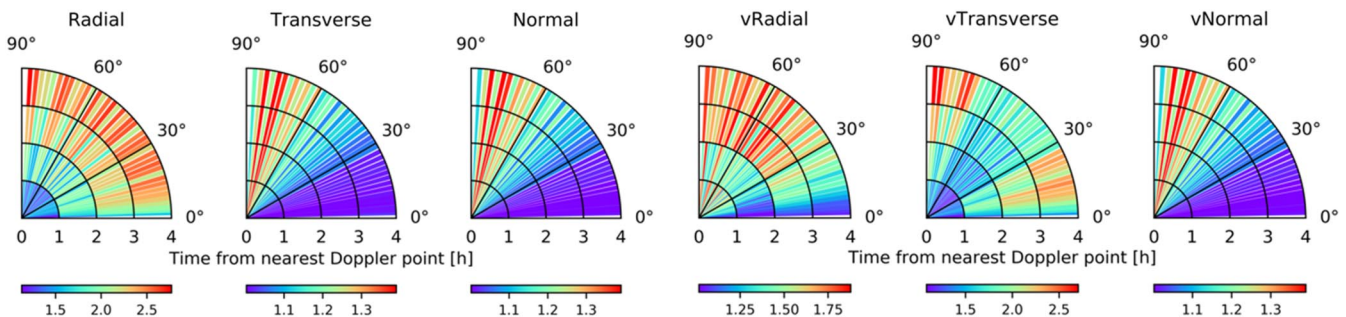 Radial Transverse Normal vRadial vTransverse vNormal
90° 90° 90° 90° 90° 90°
60° 60° 60° 60° 60° 60°
30° 30° 30° 30° 30° 30°
0° 0° 0° 0° 0° 0°
0 1 2 3 4 0 1 2 3 4 0 1 2 3 4 0 1 2 3 4 0 1 2 3 4 0 1 2 3 4
Time from nearest Doppler point [h] Time from nearest Doppler point [h]
1.5 2.0 2.5 1.1 1.2 1.3 1.1 1.2 1.3 1.25 1.50 1.75 1.5 2.0 2.5 1.1 1.2 1.3